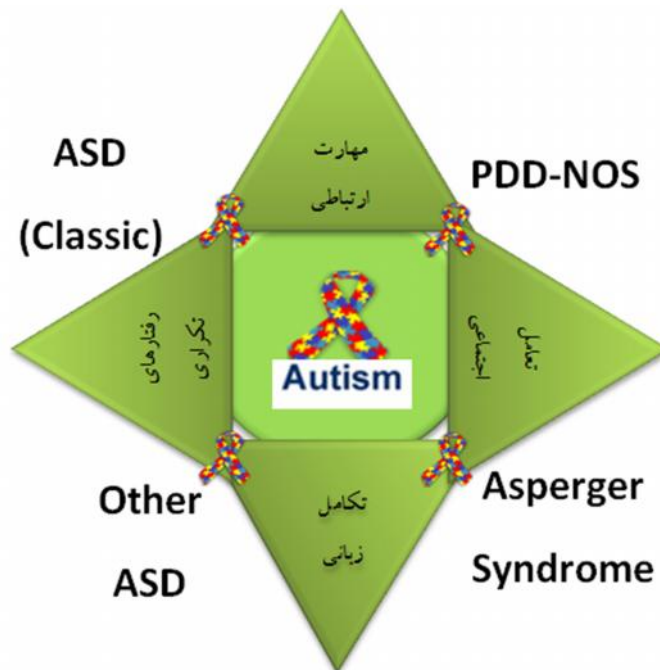 مهارت
ارتباطی
ASD
(Classic)
PDD-NOS
رفتارهای
تکراری
Autism
تعامل
اجتماعی
Other
ASD
تکامل
زبانی
Asperger
Syndrome